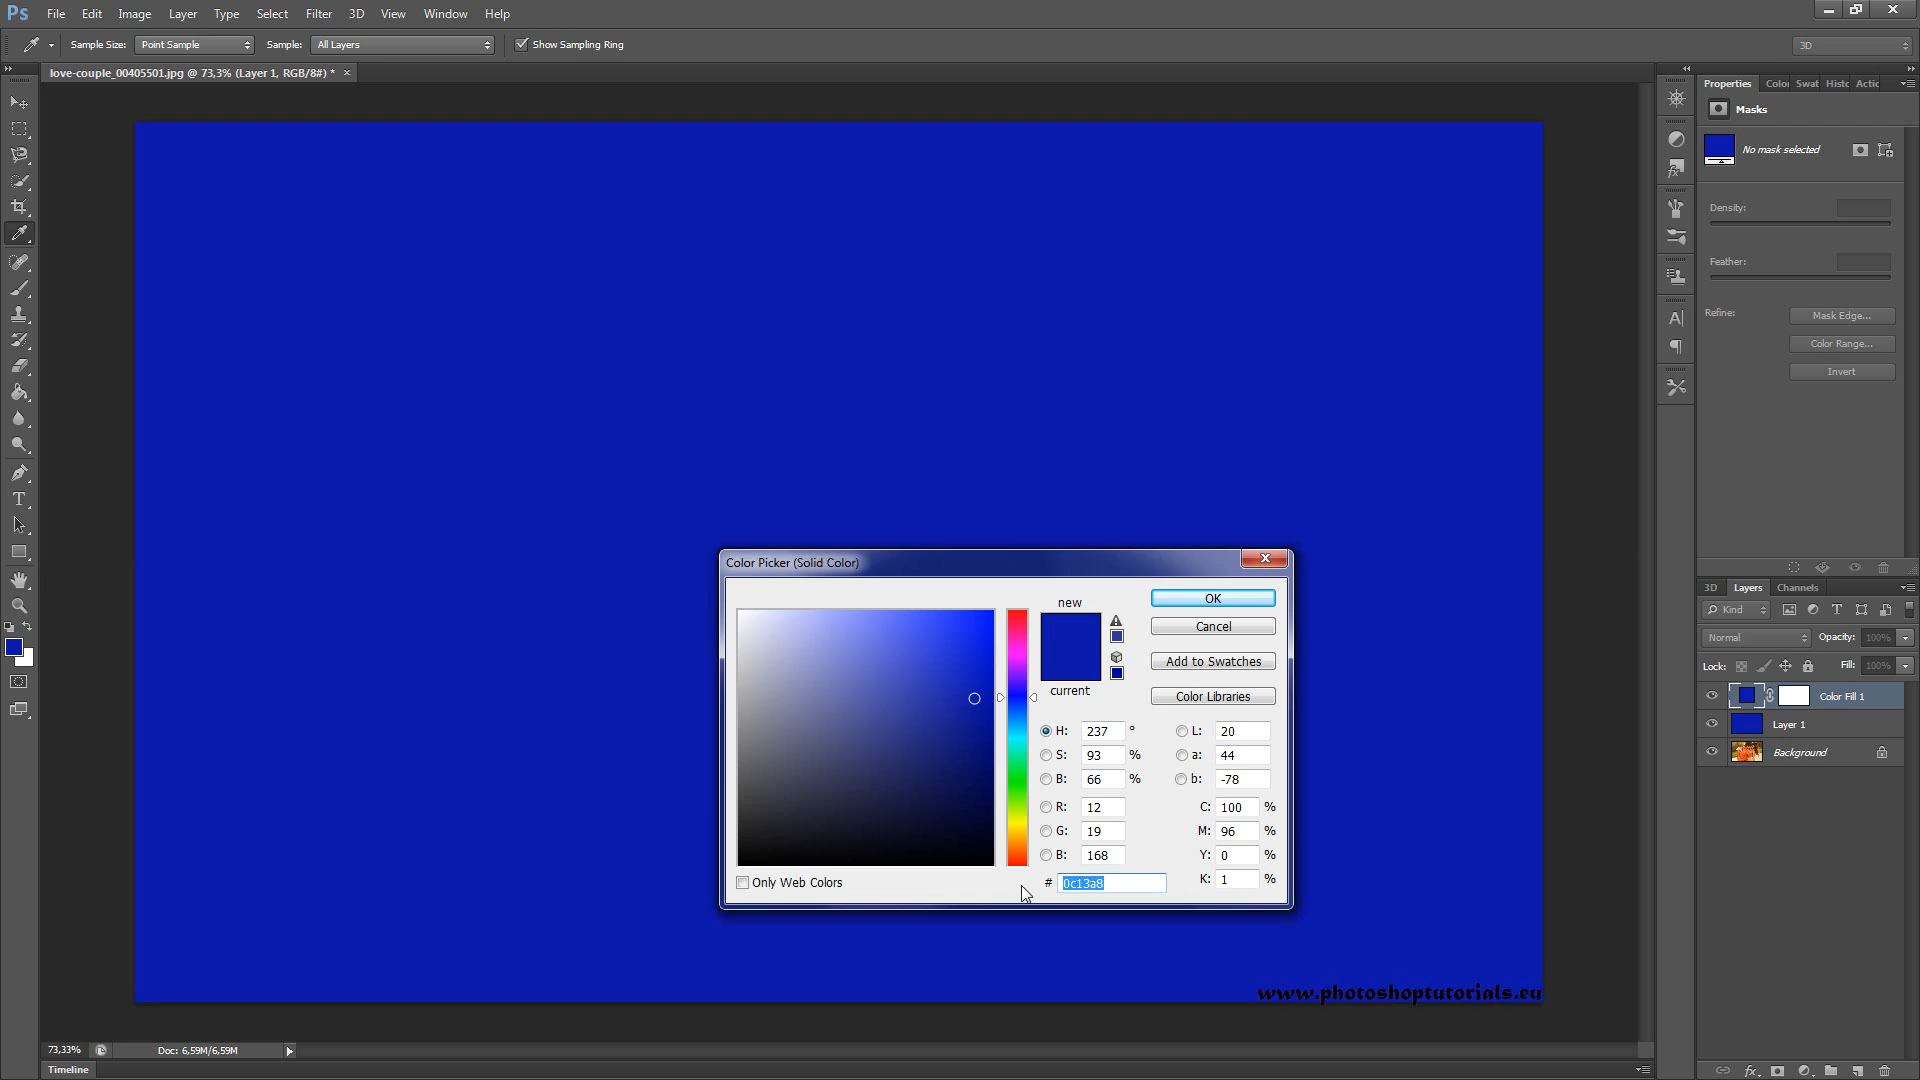 Ps File Edit Image Layer Type Select Filter 3D View Window Help
Sample Size: Point Sample Sample: All Layers Show Sampling Ring 3D
love-couple_00405501.jpg @ 73,3% (Layer 1, RGB/8#) * ×
Properties Color Swat Histo Actio
Masks
No mask selected
Density:
Feather:
Refine: Mask Edge...
Color Range...
Invert
Color Picker (Solid Color)
new
current
OK
Cancel
Add to Swatches
Color Libraries
H: 237 ° L: 20
S: 93 % a: 44
B: 66 % b: -78
R: 12 C: 100 %
G: 19 M: 96 %
B: 168 Y: 0 %
# 0c13a8 K: 1 %
Only Web Colors
3D Layers Channels
Kind
Normal Opacity: 100%
Lock: Fill: 100%
Color Fill 1
Layer 1
Background
www.photoshoptutorials.eu
73,33% Doc: 6,59M/6,59M
Timeline